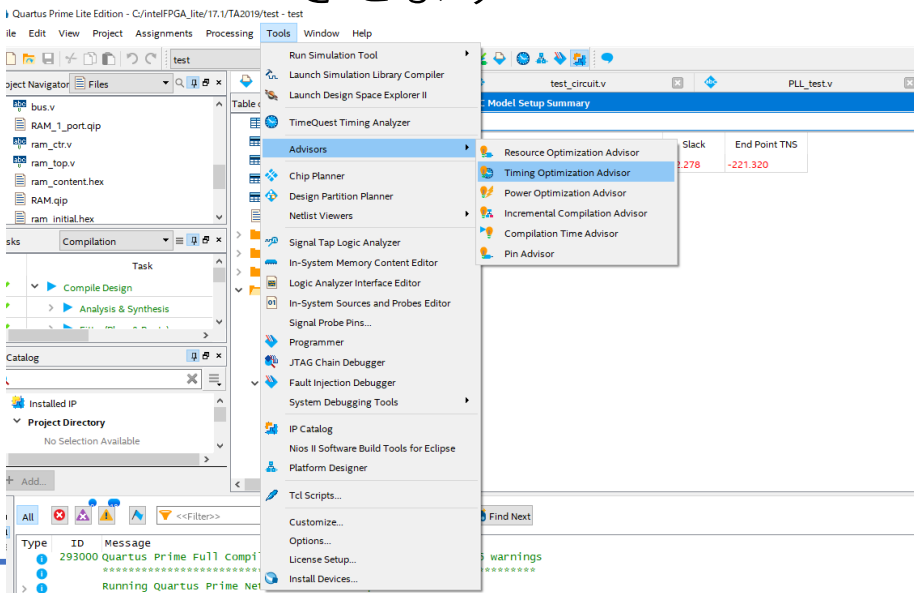 Quartus Prime Lite Edition - C:/intelFPGA_lite/17.1/TA2019/test - test
ile Edit View Project Assignments Processing Tools Window Help
test
oject Navigator Files
bus.v
RAM_1_port.qip
ram_ctr.v
ram_top.v
ram_content.hex
RAM.qip
ram_initial.hex
sks Compilation
Task
Compile Design
Analysis & Synthesis
Catalog
Installed IP
Project Directory
No Selection Available
+ Add...
Table
Run Simulation Tool
Launch Simulation Library Compiler
Launch Design Space Explorer II
TimeQuest Timing Analyzer
Advisors
Chip Planner
Design Partition Planner
Netlist Viewers
Signal Tap Logic Analyzer
In-System Memory Content Editor
Logic Analyzer Interface Editor
In-System Sources and Probes Editor
Signal Probe Pins...
Programmer
JTAG Chain Debugger
Fault Injection Debugger
System Debugging Tools
IP Catalog
Nios II Software Build Tools for Eclipse
Platform Designer
Tcl Scripts...
Customize...
Options...
License Setup...
Install Devices...
Resource Optimization Advisor
Timing Optimization Advisor
Power Optimization Advisor
Incremental Compilation Advisor
Compilation Time Advisor
Pin Advisor
test_circuit.v PLL_test.v
C Model Setup Summary
Slack End Point TNS
2.278 -221.320
All <<Filter>> Find Next
Type ID Message
293000 Quartus Prime Full Compil warnings
Running Quartus Prime Ne